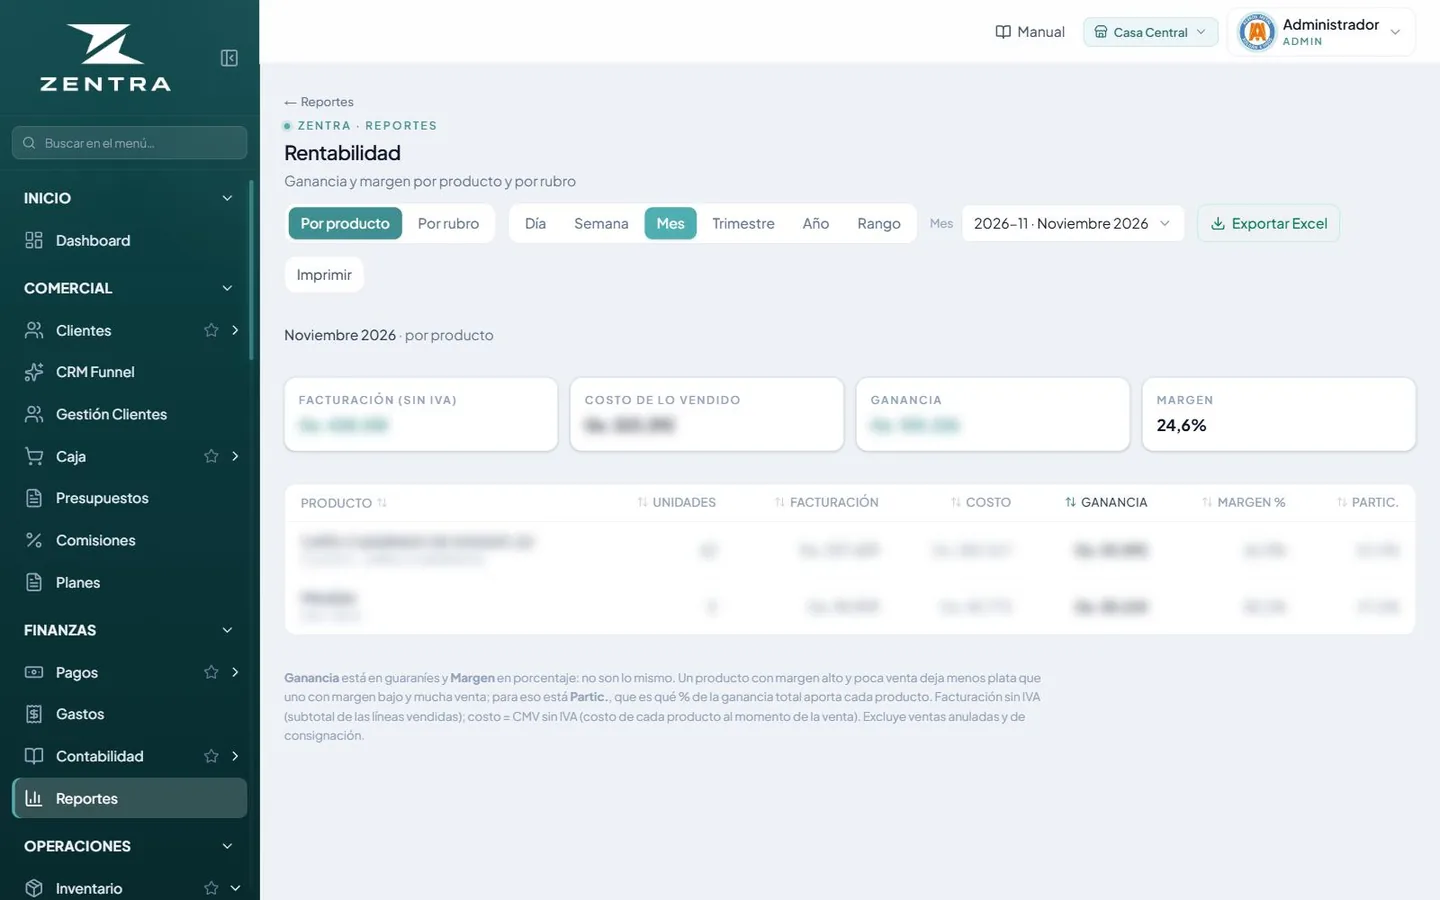 ZENTRA
Buscar en el menú...
INICIO
Dashboard
COMERCIAL
Clientes
CRM Funnel
Gestión Clientes
Caja
Presupuestos
Comisiones
Planes
FINANZAS
Pagos
Gastos
Contabilidad
Reportes
OPERACIONES
Inventario
Manual
Casa Central
Administrador
ADMIN
← Reportes
ZENTRA · REPORTES
Rentabilidad
Ganancia y margen por producto y por rubro
Por producto Por rubro Día Semana Mes Trimestre Año Rango Mes 2026-11 · Noviembre 2026 Exportar Excel
Imprimir
Noviembre 2026 · por producto
FACTURACIÓN (SIN IVA) COSTO DE LO VENDIDO GANANCIA MARGEN
24,6%
PRODUCTO UNIDADES FACTURACIÓN COSTO GANANCIA MARGEN % PARTIC.
Ganancia está en guaraníes y Margen en porcentaje: no son lo mismo. Un producto con margen alto y poca venta deja menos plata que
uno con margen bajo y mucha venta; para eso está Partic., que es qué % de la ganancia total aporta cada producto. Facturación sin IVA
(subtotal de las líneas vendidas); costo = CMV sin IVA (costo de cada producto al momento de la venta). Excluye ventas anuladas y de
consignación.